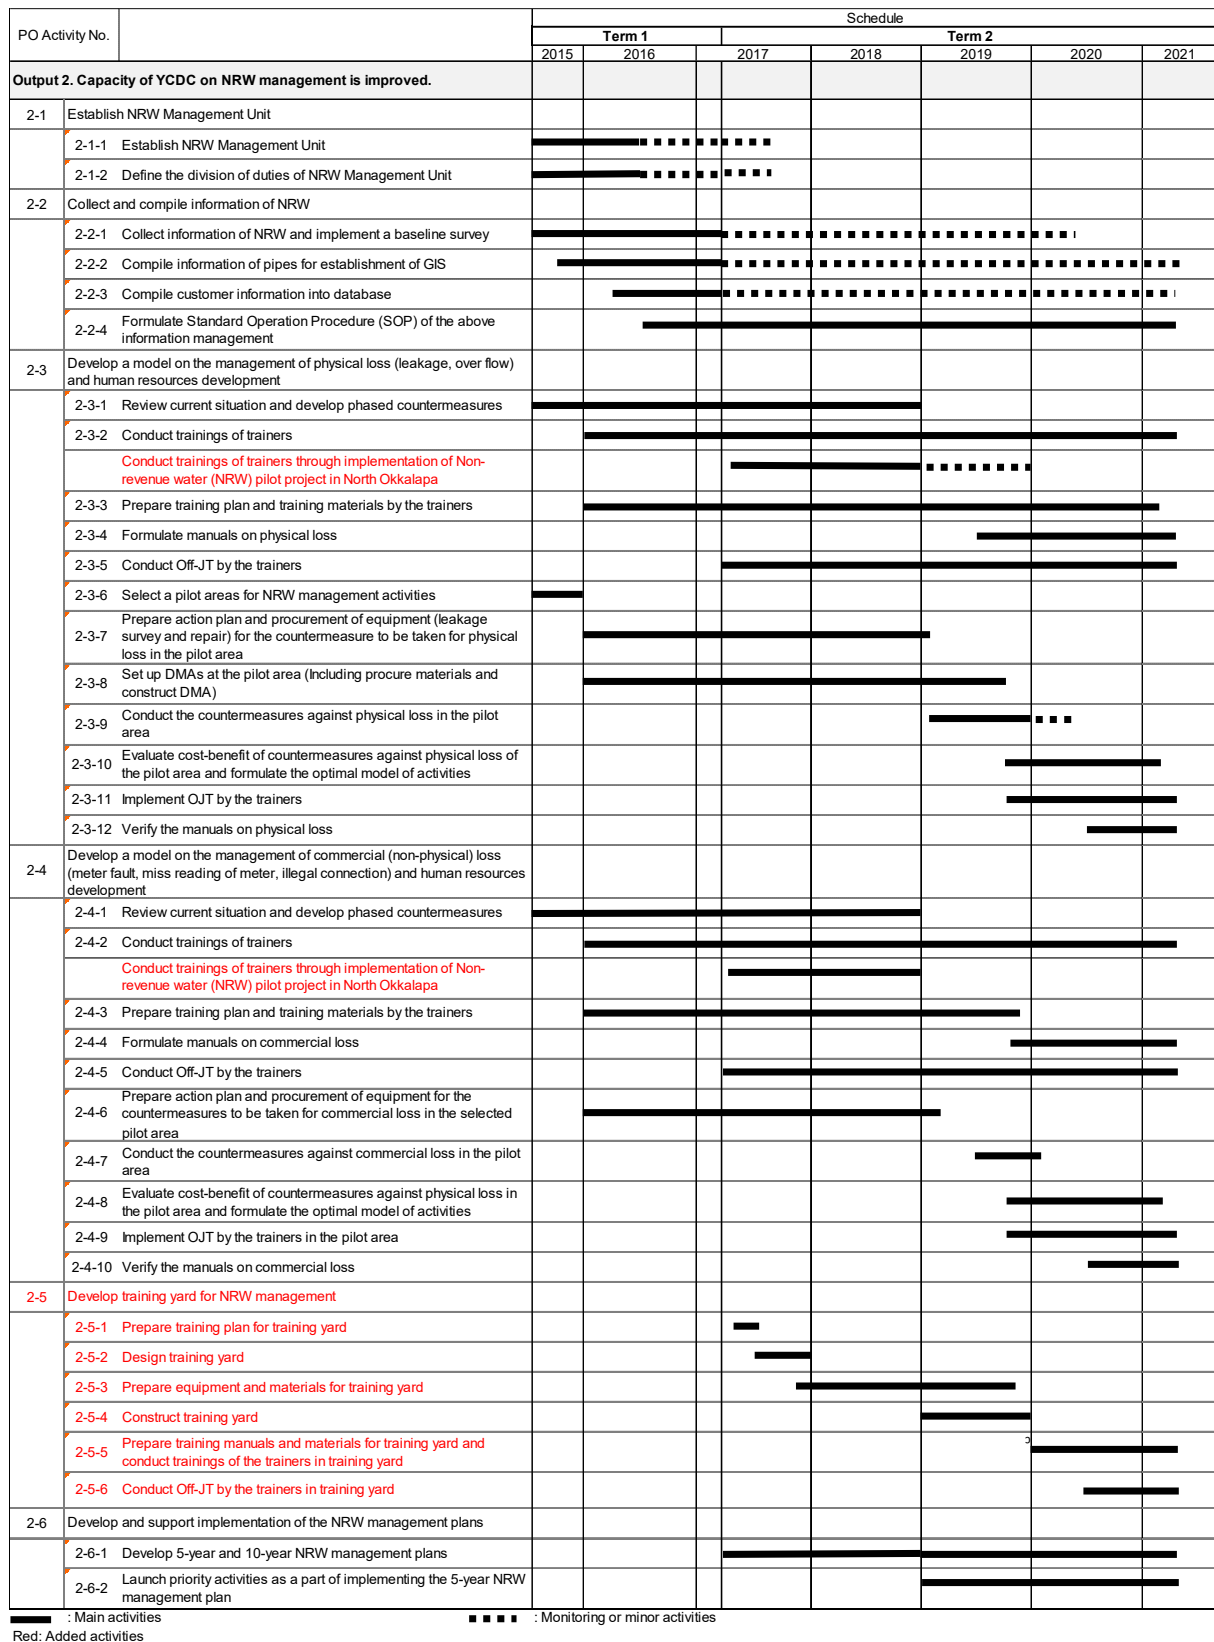 Schedule
PO Activity No.
Term 1 Term 2
2015 2016 2017 2018 2019 2020 2021
Output 2. Capacity of YCDC on NRW management is improved.
2-1 Establish NRW Management Unit
2-1-1 Establish NRW Management Unit
2-1-2 Define the division of duties of NRW Management Unit
2-2 Collect and compile information of NRW
2-2-1 Collect information of NRW and implement a baseline survey
2-2-2 Compile information of pipes for establishment of GIS
2-2-3 Compile customer information into database
2-2-4 Formulate Standard Operation Procedure (SOP) of the above
information management
2-3 Develop a model on the management of physical loss (leakage, over flow)
and human resources development
2-3-1 Review current situation and develop phased countermeasures
2-3-2 Conduct trainings of trainers
Conduct trainings of trainers through implementation of Non-
revenue water (NRW) pilot project in North Okkalapa
2-3-3 Prepare training plan and training materials by the trainers
2-3-4 Formulate manuals on physical loss
2-3-5 Conduct Off-JT by the trainers
2-3-6 Select a pilot areas for NRW management activities
2-3-7 Prepare action plan and procurement of equipment (leakage
survey and repair) for the countermeasure to be taken for physical
loss in the pilot area
2-3-8 Set up DMAs at the pilot area (Including procure materials and
construct DMA)
2-3-9 Conduct the countermeasures against physical loss in the pilot
area
2-3-10 Evaluate cost-benefit of countermeasures against physical loss of
the pilot area and formulate the optimal model of activities
2-3-11 Implement OJT by the trainers
2-3-12 Verify the manuals on physical loss
2-4 Develop a model on the management of commercial (non-physical) loss
(meter fault, miss reading of meter, illegal connection) and human resources
development
2-4-1 Review current situation and develop phased countermeasures
2-4-2 Conduct trainings of trainers
Conduct trainings of trainers through implementation of Non-
revenue water (NRW) pilot project in North Okkalapa
2-4-3 Prepare training plan and training materials by the trainers
2-4-4 Formulate manuals on commercial loss
2-4-5 Conduct Off-JT by the trainers
2-4-6 Prepare action plan and procurement of equipment for the
countermeasures to be taken for commercial loss in the selected
pilot area
2-4-7 Conduct the countermeasures against commercial loss in the pilot
area
2-4-8 Evaluate cost-benefit of countermeasures against physical loss in
the pilot area and formulate the optimal model of activities
2-4-9 Implement OJT by the trainers in the pilot area
2-4-10 Verify the manuals on commercial loss
2-5 Develop training yard for NRW management
2-5-1 Prepare training plan for training yard
2-5-2 Design training yard
2-5-3 Prepare equipment and materials for training yard
2-5-4 Construct training yard
2-5-5 Prepare training manuals and materials for training yard and
conduct trainings of the trainers in training yard
2-5-6 Conduct Off-JT by the trainers in training yard
2-6 Develop and support implementation of the NRW management plans
2-6-1 Develop 5-year and 10-year NRW management plans
2-6-2 Launch priority activities as a part of implementing the 5-year NRW
management plan
: Main activities : Monitoring or minor activities
Red: Added activities